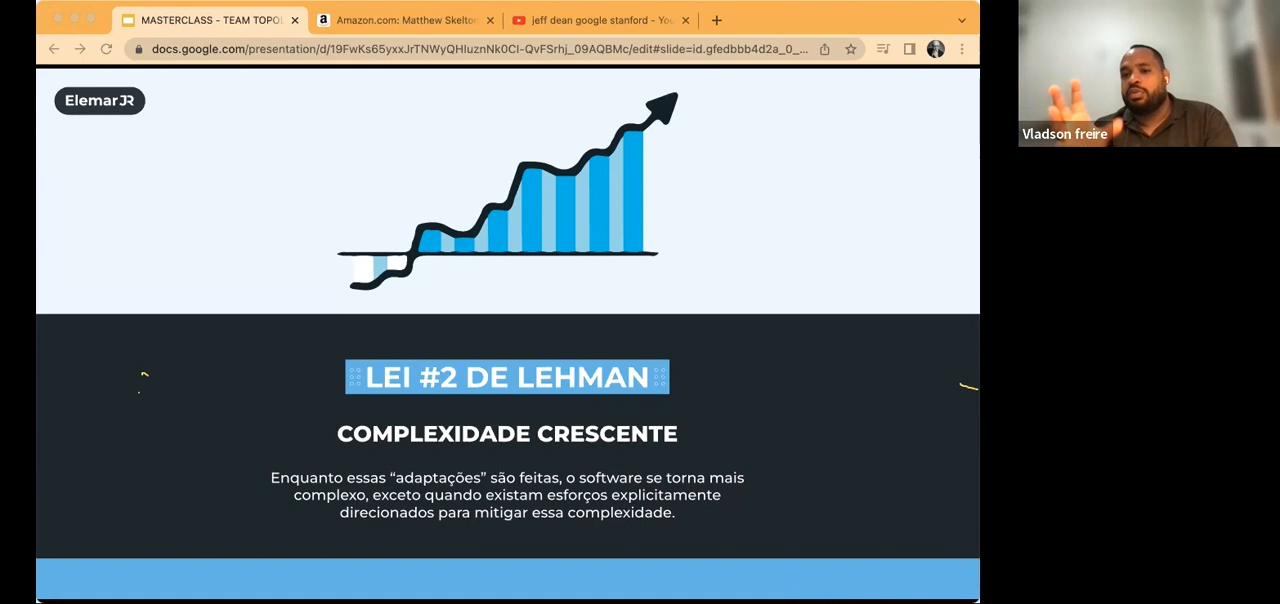 MASTERCLASS - TEAM TOPOL
Amazon.com: Matthew Skelton
jeff dean google stanford - You
docs.google.com/presentation/d/19FwKs65yxxJrTNWyQHIuznNk0CI-QvFSrhj_09AQBMc/edit#slide=id.gfedbbb4d2a_0_...
ElemarJR
Vladson freire
LEI #2 DE LEHMAN
COMPLEXIDADE CRESCENTE
Enquanto essas “adaptações” são feitas, o software se torna mais
complexo, exceto quando existam esforços explicitamente
direcionados para mitigar essa complexidade.